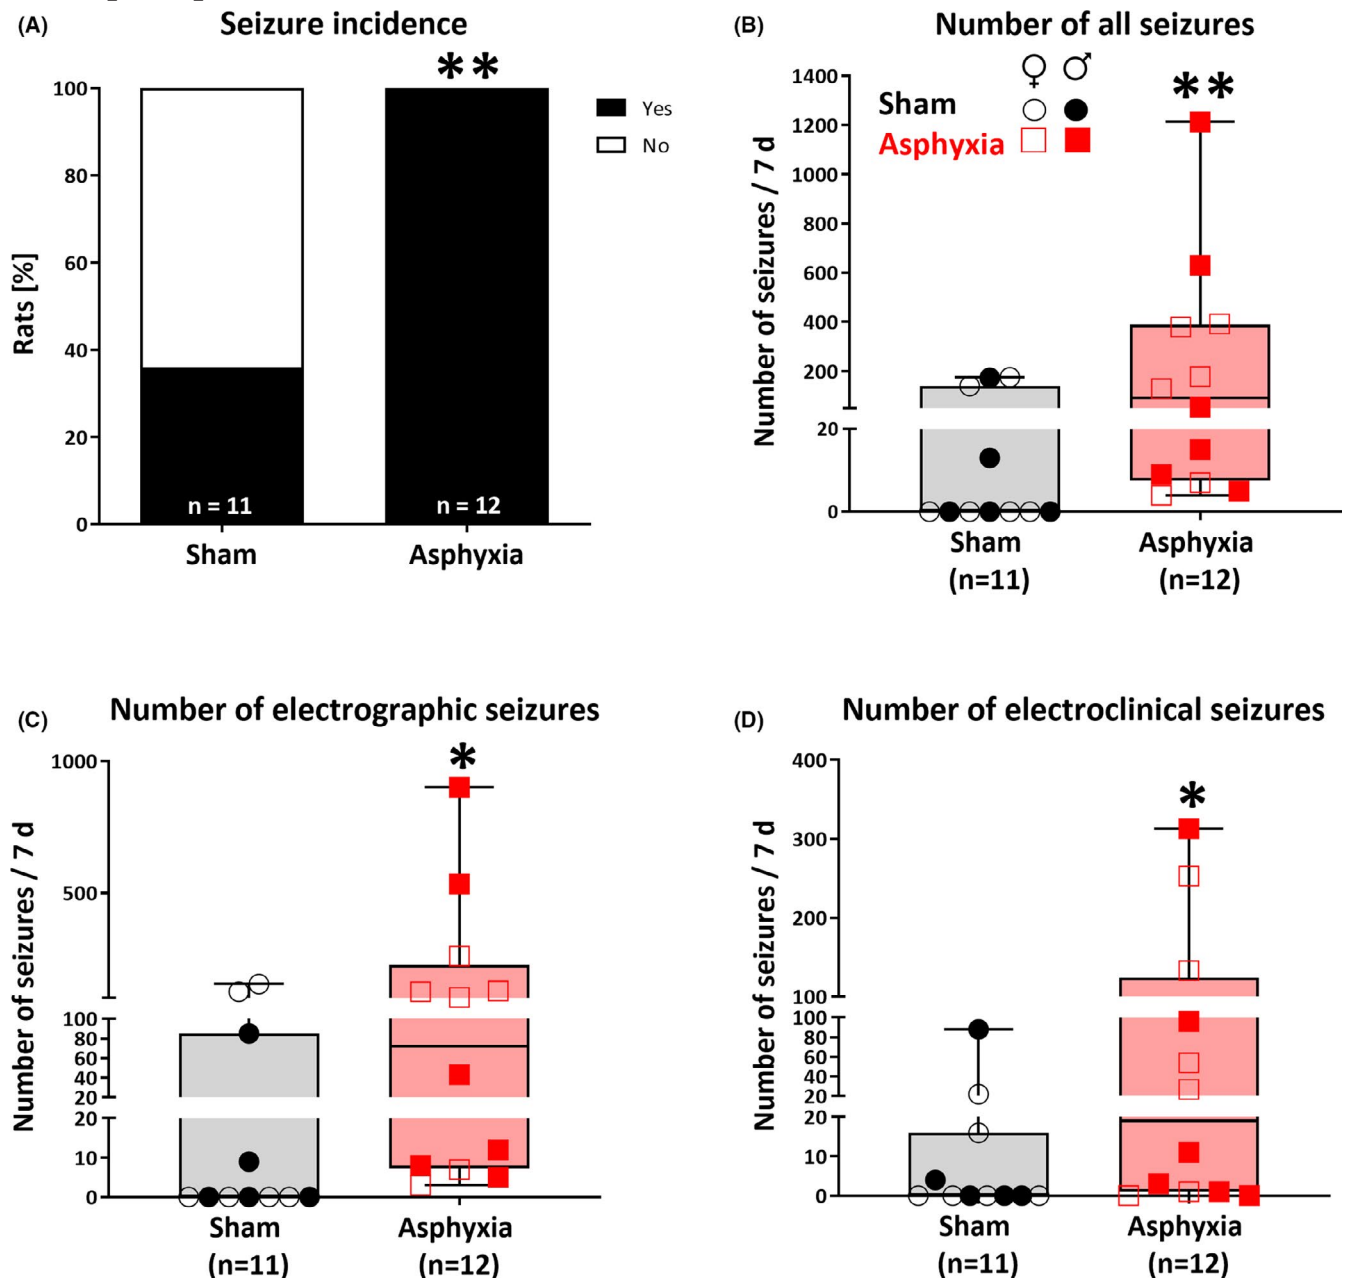 (A) Seizure incidence
**
Rats [%]
100
80
60
40
20
0
Yes
No
n = 11
n = 12
Sham
Asphyxia
(B) Number of all seizures
♀ ♂
Sham
Asphyxia
**
Number of seizures / 7 d
1400
1200
1000
800
600
400
200
20
0
Sham
(n=11)
Asphyxia
(n=12)
(C) Number of electrographic seizures
*
Number of seizures / 7 d
1000
500
100
80
60
40
20
20
10
0
Sham
(n=11)
Asphyxia
(n=12)
(D) Number of electroclinical seizures
*
Number of seizures / 7 d
400
300
200
100
100
80
60
40
20
20
10
0
Sham
(n=11)
Asphyxia
(n=12)